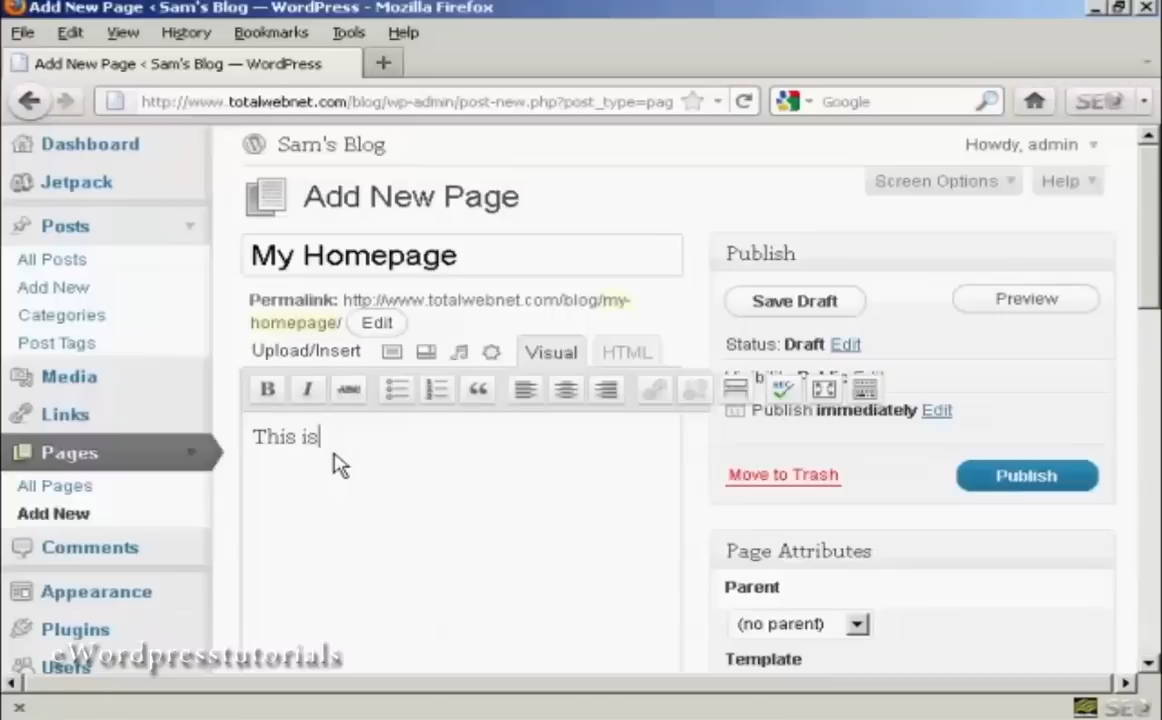 Add New Page < Sam's Blog — WordPress - Mozilla Firefox
File Edit View History Bookmarks Tools Help
Add New Page < Sam's Blog — WordPress
http://www.totalwebnet.com/blog/wp-admin/post-new.php?post_type=pag
Google
Dashboard
Jetpack
Posts
All Posts
Add New
Categories
Post Tags
Media
Links
Pages
All Pages
Add New
Comments
Appearance
Plugins
Users
Sam's Blog
Howdy, admin
Screen Options
Help
Add New Page
My Homepage
Permalink: http://www.totalwebnet.com/blog/my-
homepage/ Edit
Upload/Insert
Visual
HTML
B I ABC
ABC
This is
Publish
Save Draft
Preview
Status: Draft Edit
Publish immediately Edit
Move to Trash
Publish
Page Attributes
Parent
(no parent)
Template
eWordpresstutorials